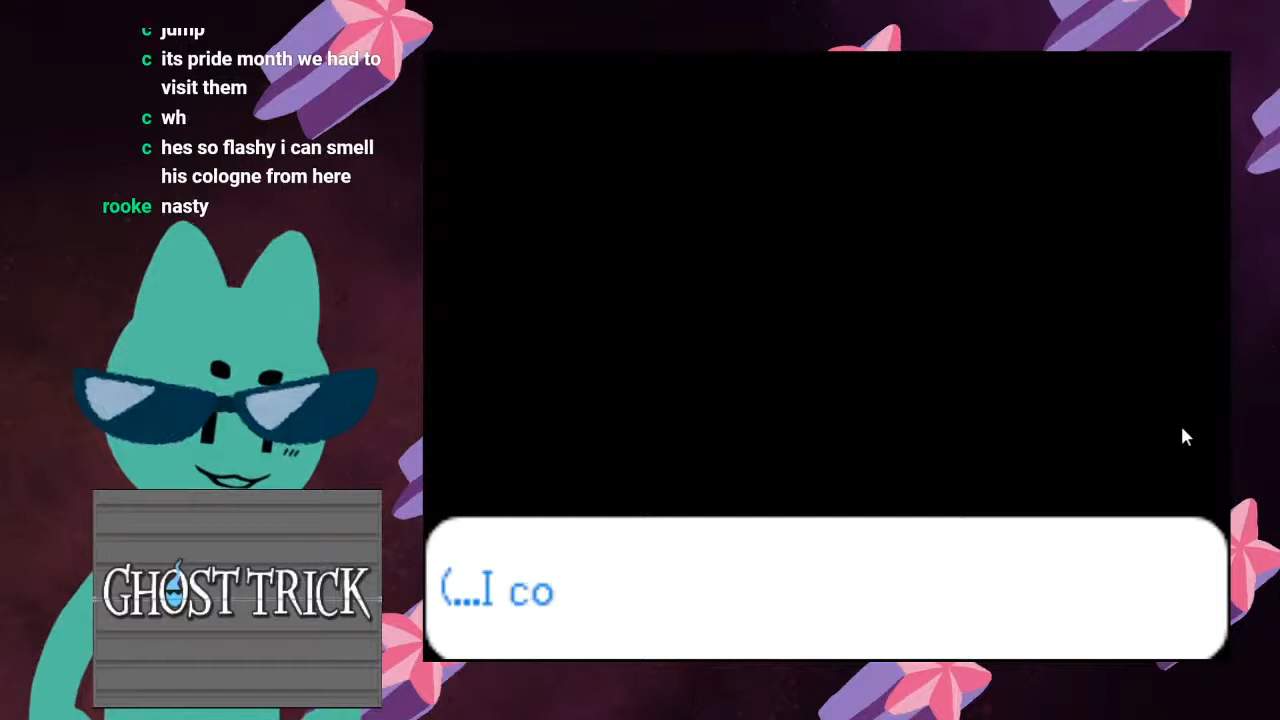 c jump
c its pride month we had to
visit them
c wh
c hes so flashy i can smell
his cologne from here
rooke nasty
GHOST TRICK
(...I co